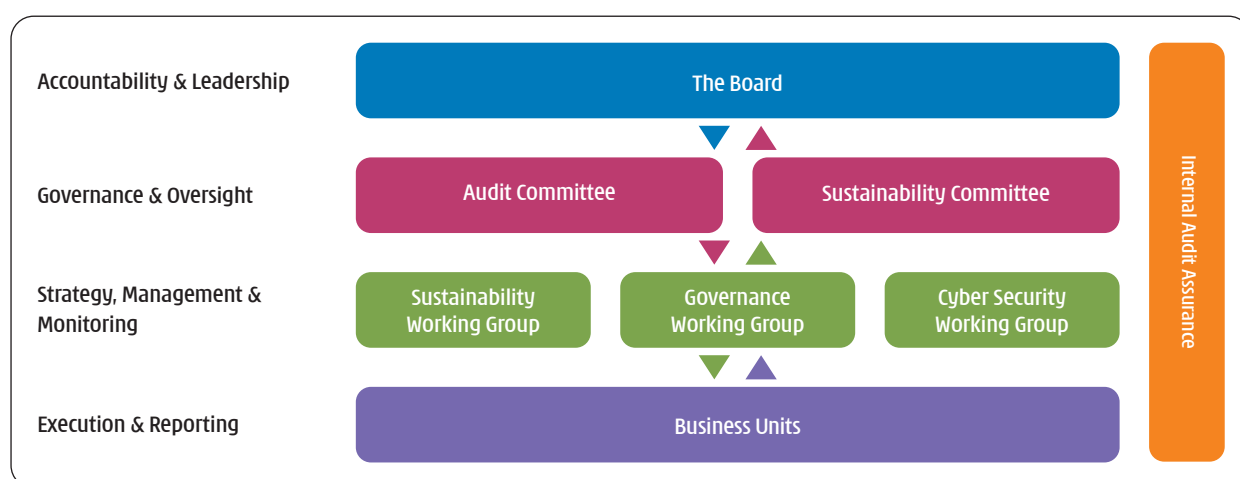 Accountability & Leadership
The Board
Governance & Oversight
Audit Committee
Sustainability Committee
Strategy, Management &
Monitoring
Sustainability
Working Group
Governance
Working Group
Cyber Security
Working Group
Execution & Reporting
Business Units
Internal Audit Assurance